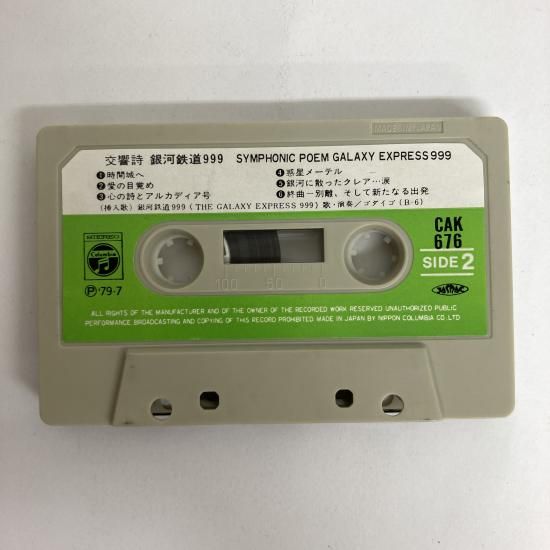 MADE IN JAPAN
交響詩 銀河鉄道999 SYMPHONIC POEM GALAXY EXPRESS 999
❶時間城へ
❷愛の目覚め
❸心の詩とアルカディア号
❹惑星メーテル
❺銀河に散ったクレア…涙
❻終曲—別離、そして新たなる出発
(挿入歌) 銀河鉄道999 (THE GALAXY EXPRESS 999) 歌・演奏/ゴダイゴ (B-6)
STEREO
Columbia
Ⓟ'79·7
CAK
676
SIDE 2
JASRAC
100 50 0
ALL RIGHTS OF THE MANUFACTURER AND OF THE OWNER OF THE RECORDED WORK RESERVED UNAUTHORIZED PUBLIC
PERFORMANCE BROADCASTING AND COPYING OF THIS RECORD PROHIBITED MADE IN JAPAN BY NIPPON COLUMBIA CO. LTD